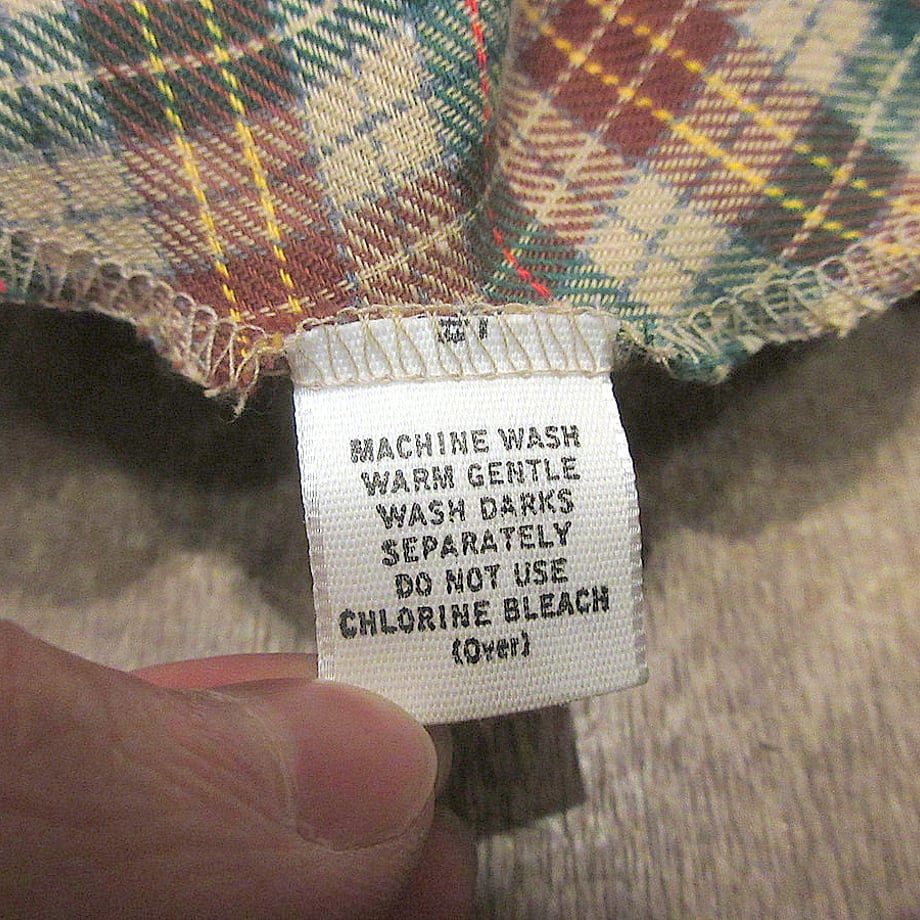 MACHINE WASH
WARM GENTLE
WASH DARKS
SEPARATELY
DO NOT USE
CHLORINE BLEACH
(Over)